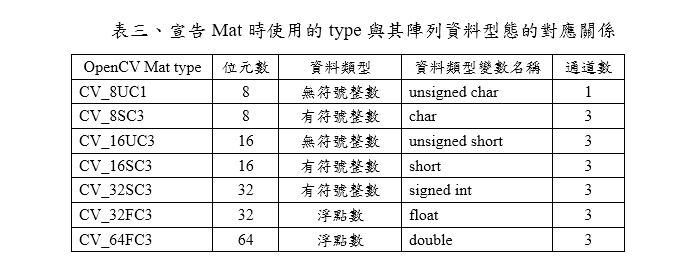 表三、宣告 Mat 時使用的 type 與其陣列資料型態的對應關係
OpenCV Mat type 位元數 資料類型 資料類型變數名稱 通道數
CV_8UC1 8 無符號整數 unsigned char 1
CV_8SC3 8 有符號整數 char 3
CV_16UC3 16 無符號整數 unsigned short 3
CV_16SC3 16 有符號整數 short 3
CV_32SC3 32 有符號整數 signed int 3
CV_32FC3 32 浮點數 float 3
CV_64FC3 64 浮點數 double 3